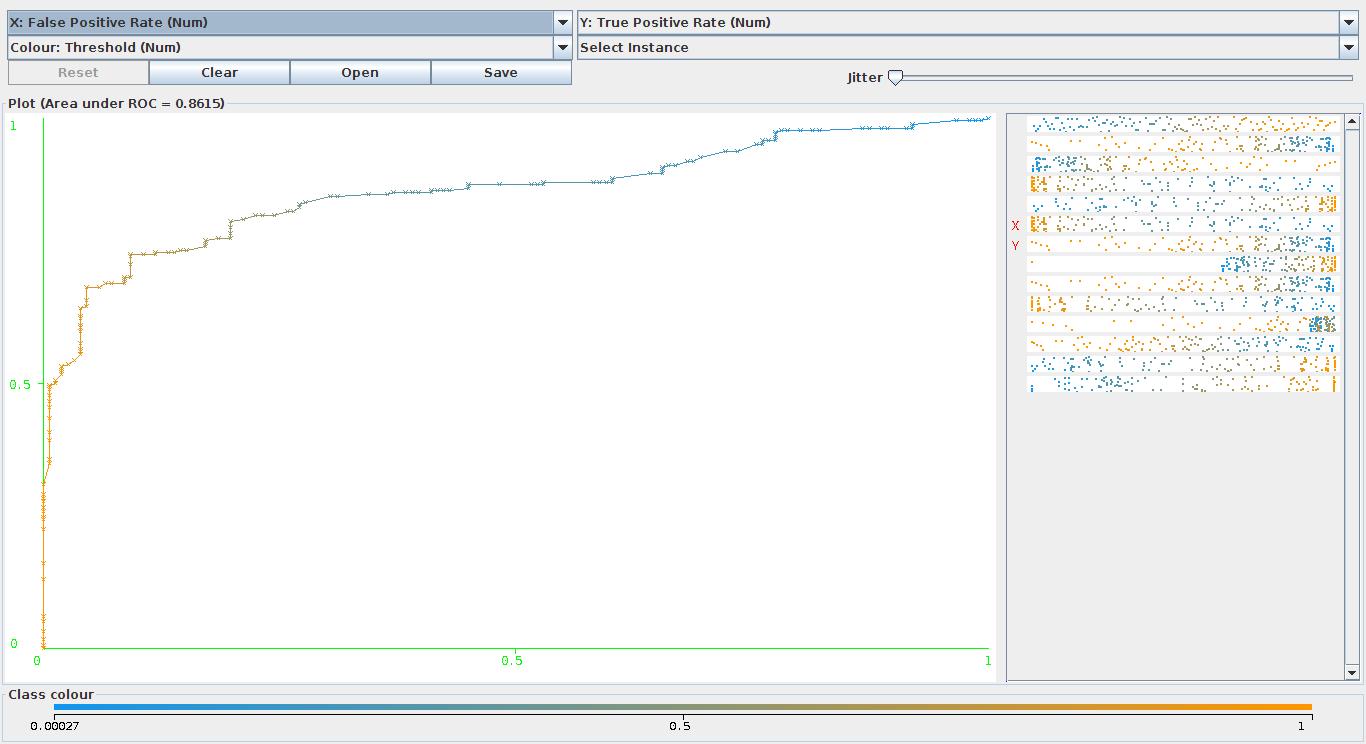 X: False Positive Rate (Num)
Y: True Positive Rate (Num)
Colour: Threshold (Num)
Select Instance
Reset
Clear
Open
Save
Jitter
Plot (Area under ROC = 0.8615)
1
0.5
0
0
0.5
1
X
Y
Class colour
0.00027
0.5
1